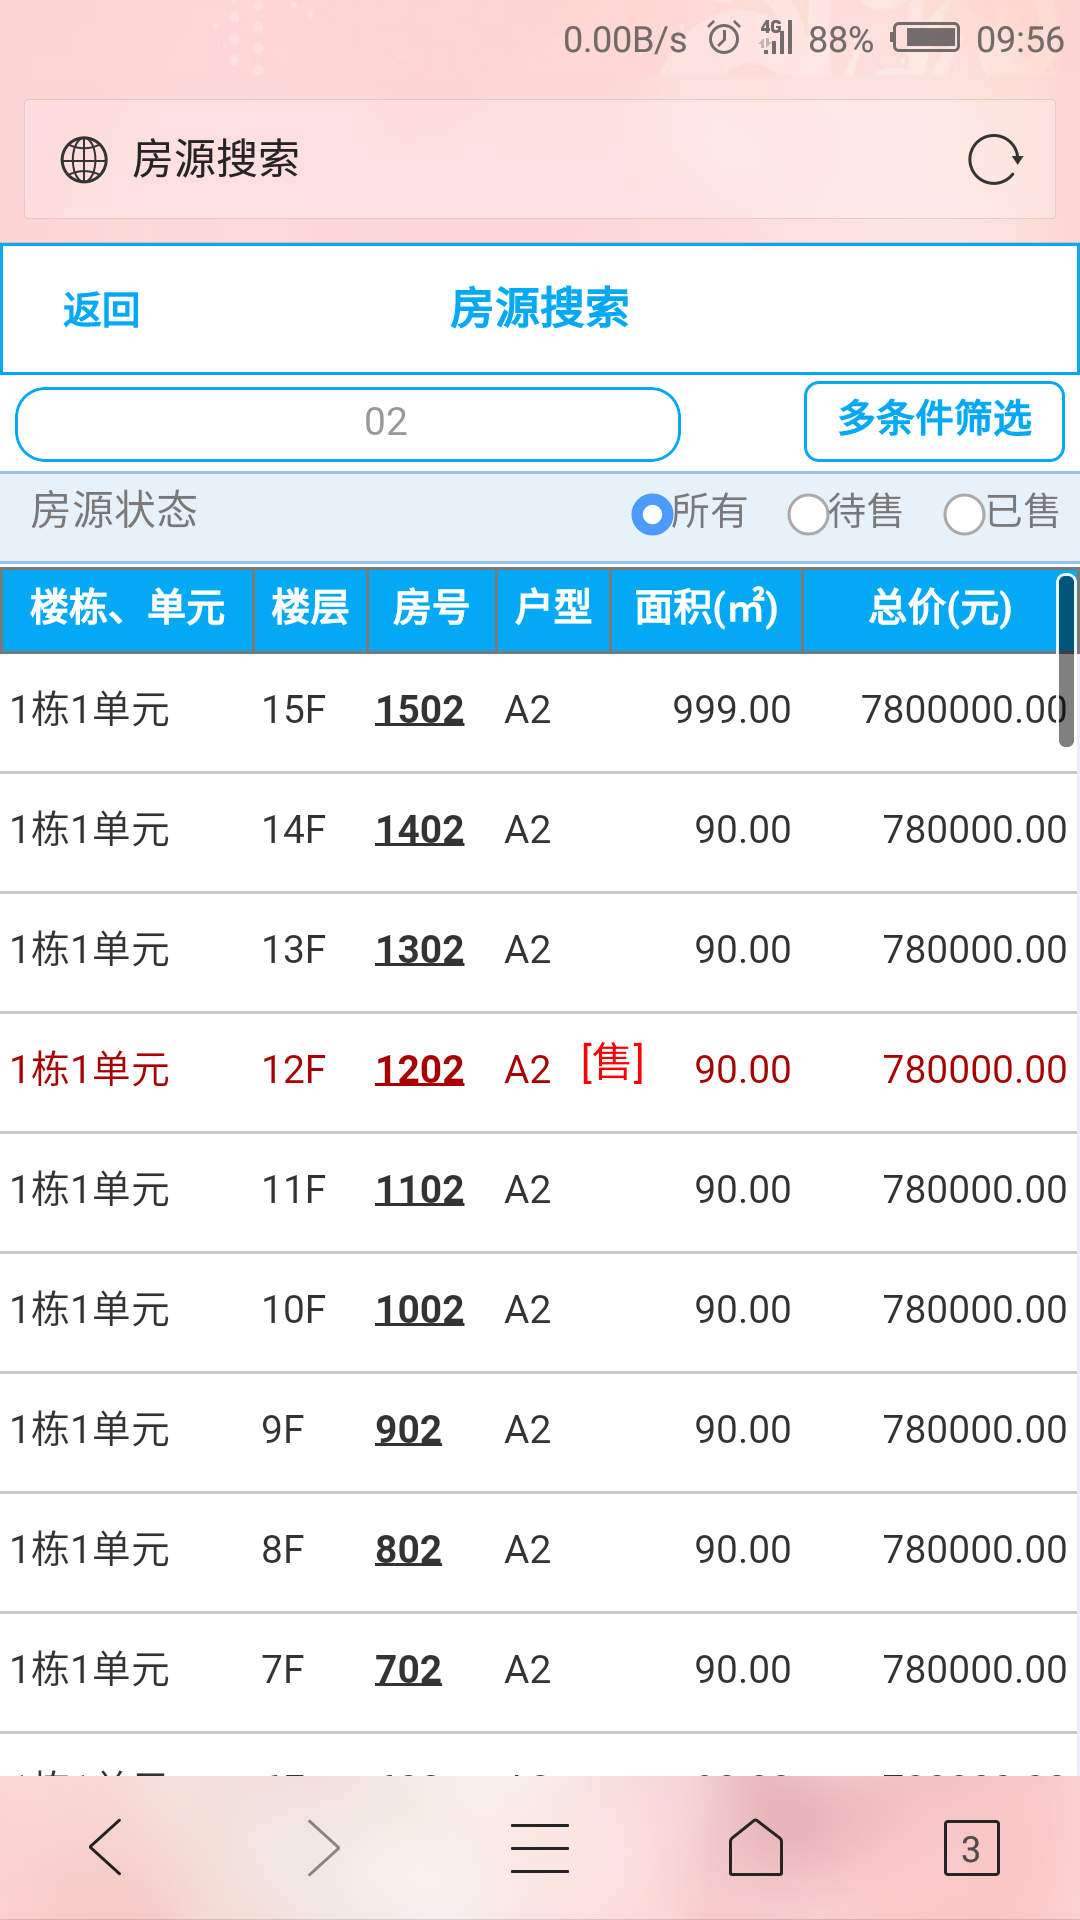 0.00B/s 4G 88% 09:56
房源搜索
返回 房源搜索
02 多条件筛选
房源状态 所有 待售 已售
楼栋、单元 楼层 房号 户型 面积(㎡) 总价(元)
1栋1单元 15F 1502 A2 999.00 7800000.00
1栋1单元 14F 1402 A2 90.00 780000.00
1栋1单元 13F 1302 A2 90.00 780000.00
1栋1单元 12F 1202 A2 [售] 90.00 780000.00
1栋1单元 11F 1102 A2 90.00 780000.00
1栋1单元 10F 1002 A2 90.00 780000.00
1栋1单元 9F 902 A2 90.00 780000.00
1栋1单元 8F 802 A2 90.00 780000.00
1栋1单元 7F 702 A2 90.00 780000.00
3